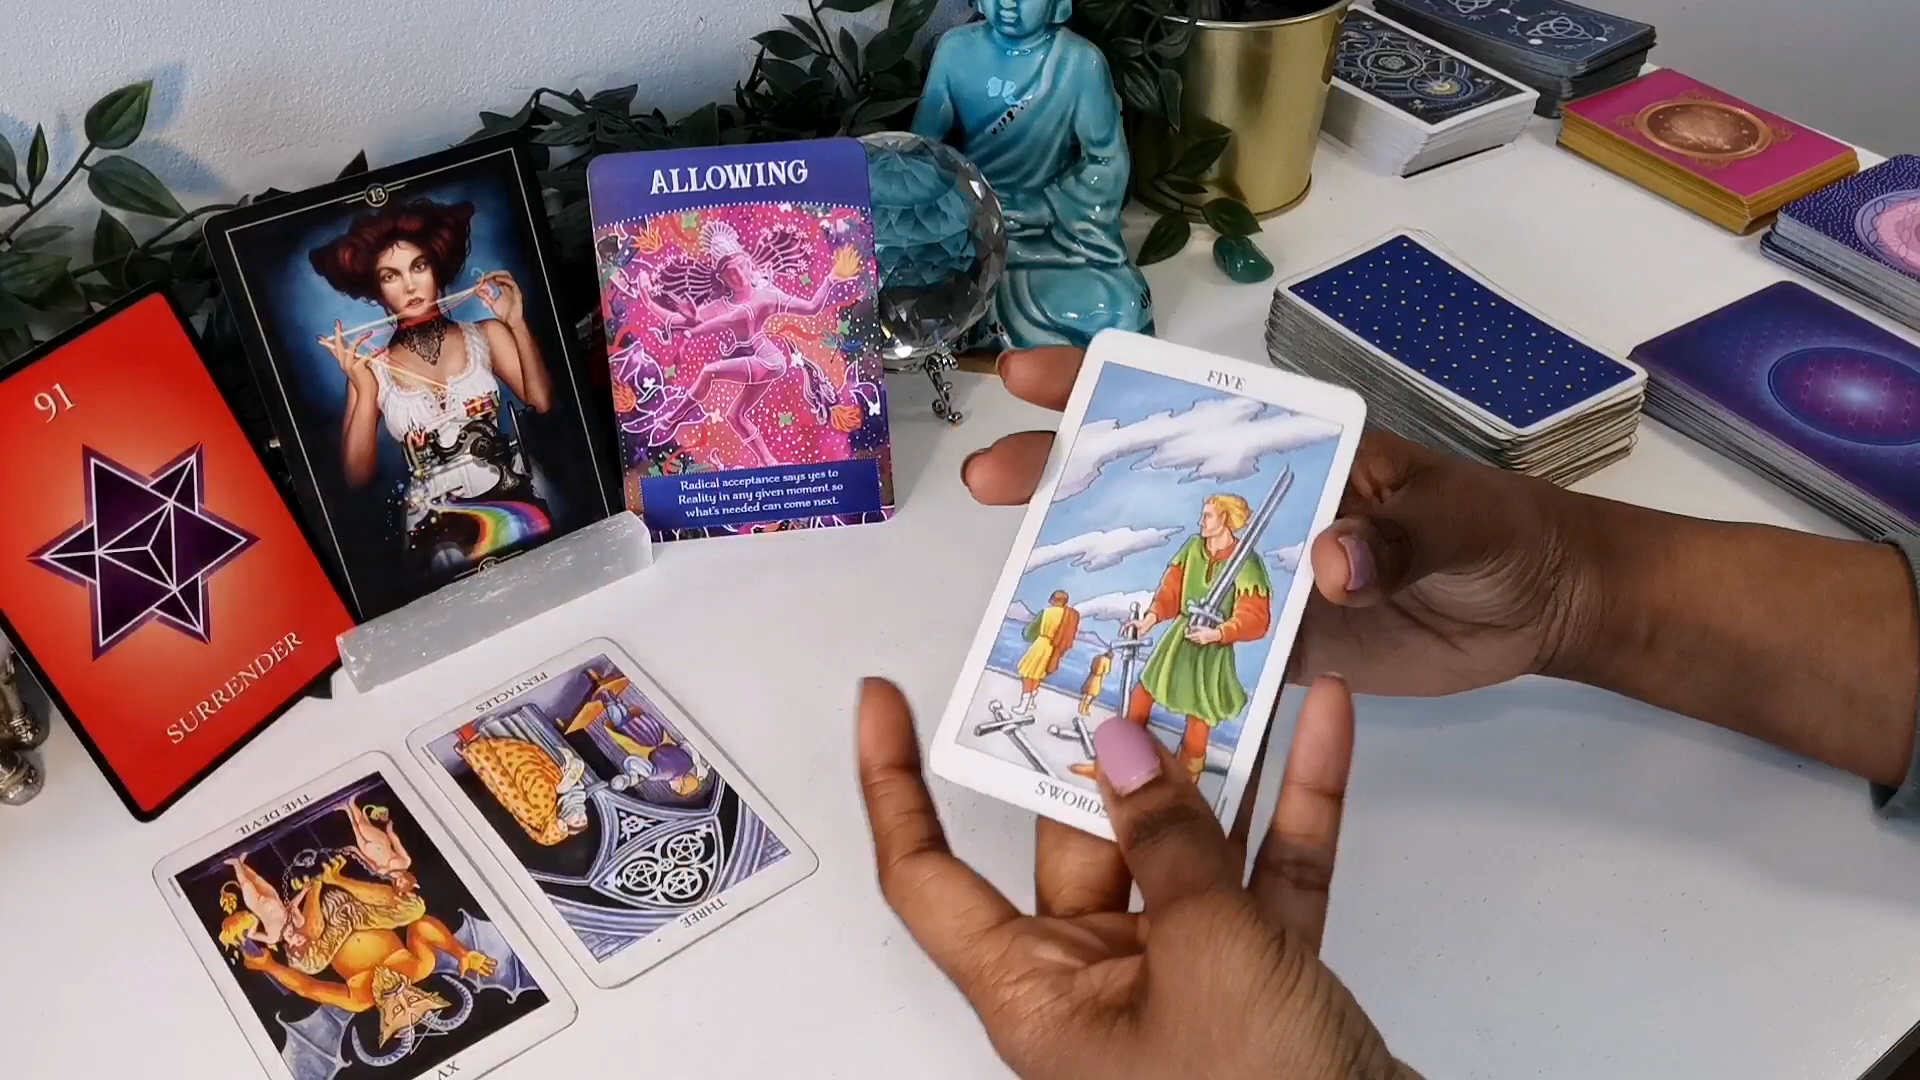 91
SURRENDER
13
ALLOWING
Radical acceptance says yes to
Reality in any given moment so
what's needed can come next.
FIVE
SWORDS
PENTACLES
THREE
THE DEVIL
XV